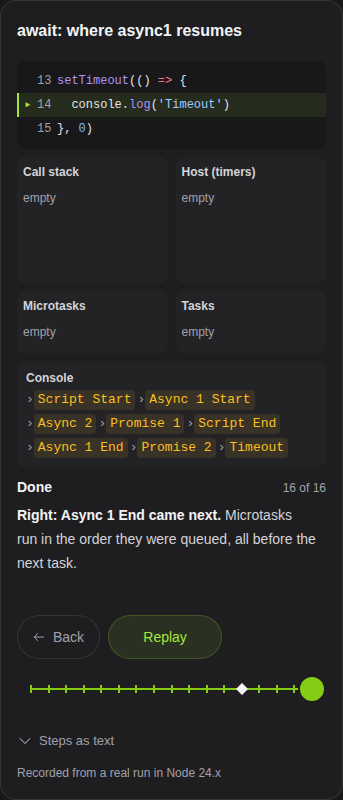 await: where async1 resumes
13 setTimeout(() => {
14 console.log('Timeout')
15 }, 0)
Call stack
empty
Host (timers)
empty
Microtasks
empty
Tasks
empty
Console
› Script Start › Async 1 Start
› Async 2 › Promise 1 › Script End
› Async 1 End › Promise 2 › Timeout
Done 16 of 16
Right: Async 1 End came next. Microtasks
run in the order they were queued, all before the
next task.
← Back Replay
Steps as text
Recorded from a real run in Node 24.x